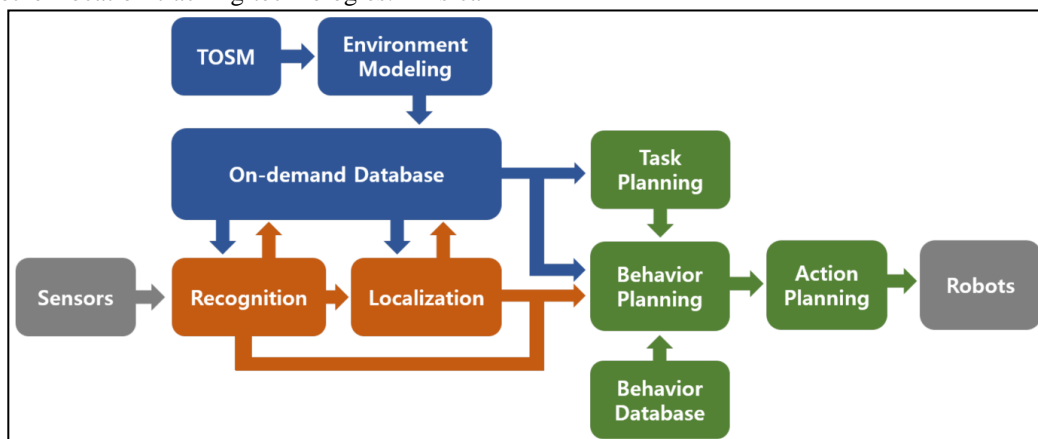 TOSM
Environment
Modeling
On-demand Database
Task
Planning
Sensors
Recognition
Localization
Behavior
Planning
Action
Planning
Robots
Behavior
Database